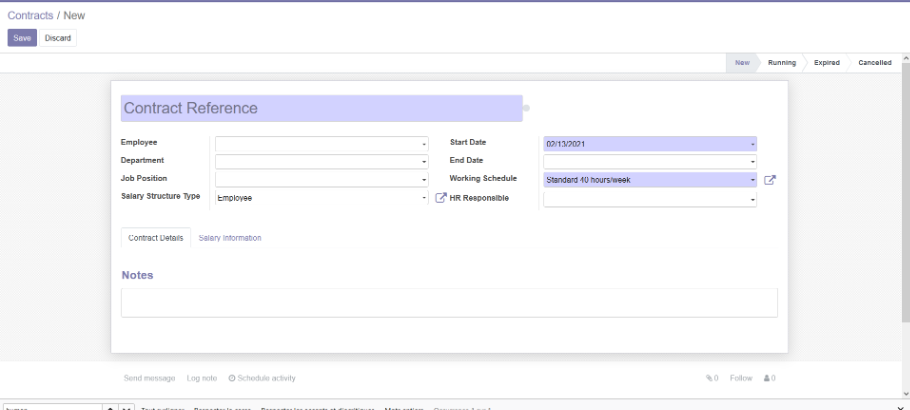 Contracts / New
Save Discard
New Running Expired Cancelled
Contract Reference
Employee Start Date 02/13/2021
Department End Date
Job Position Working Schedule Standard 40 hours/week
Salary Structure Type Employee HR Responsible
Contract Details Salary Information
Notes
Send message Log note Schedule activity 0 Follow 0